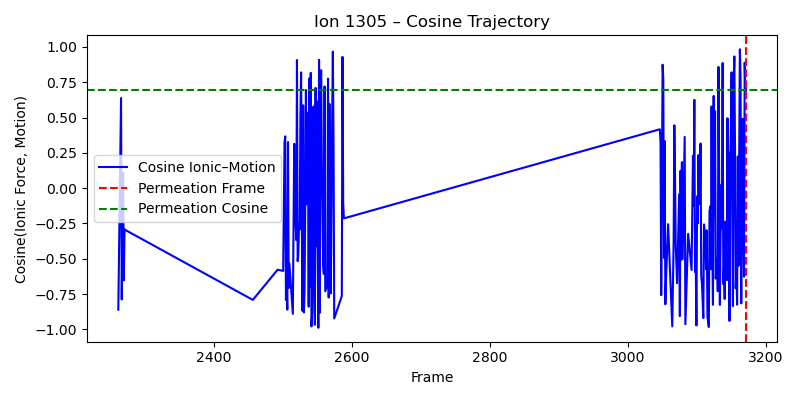 Ion 1305 – Cosine Trajectory
Cosine(Ionic Force, Motion)
1.00
0.75
0.50
0.25
0.00
−0.25
−0.50
−0.75
−1.00
Cosine Ionic–Motion
Permeation Frame
Permeation Cosine
2400
2600
2800
3000
3200
Frame